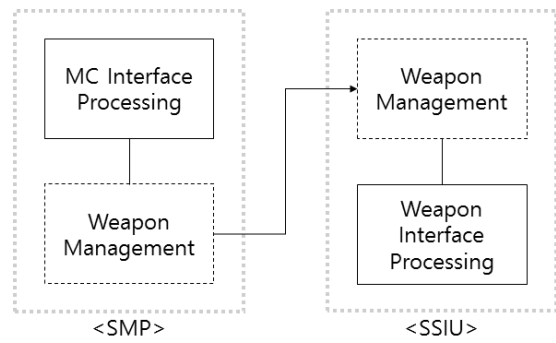 MC Interface
Processing
Weapon
Management
<SMP>
Weapon
Management
Weapon
Interface
Processing
<SSIU>